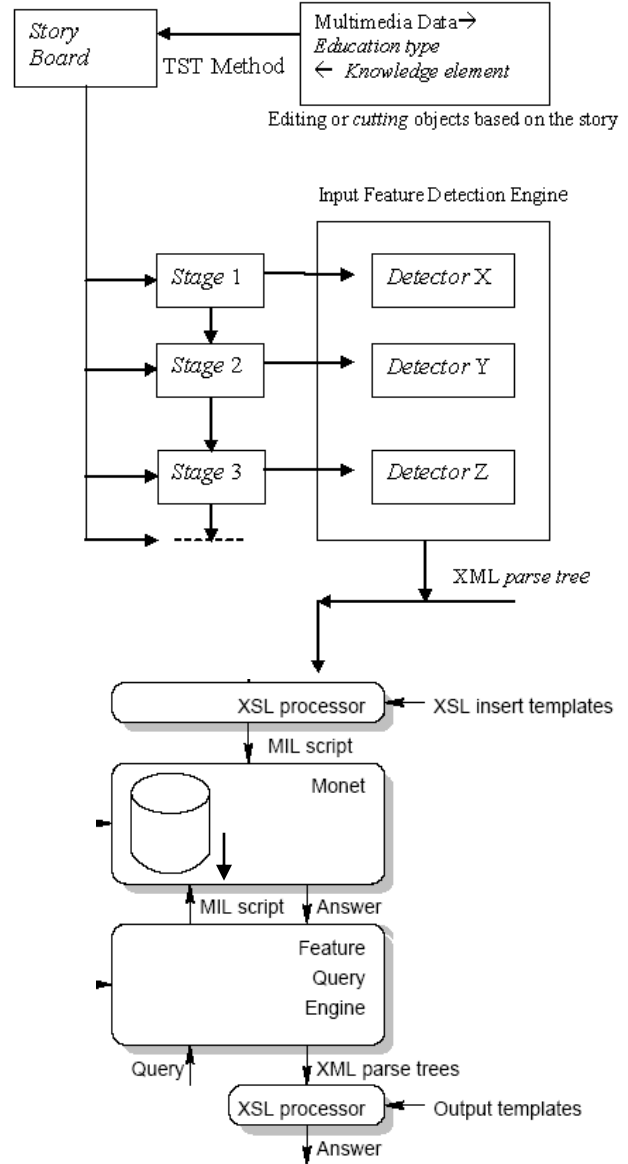 Story
Board
TST Method
Multimedia Data→
Education type
← Knowledge element
Editing or cutting objects based on the story
Input Feature Detection Engine
Stage 1
Detector X
Stage 2
Detector Y
Stage 3
Detector Z
XML parse tree
XSL processor
XSL insert templates
MIL script
Monet
MIL script
Answer
Feature
Query
Engine
Query
XML parse trees
XSL processor
Output templates
Answer